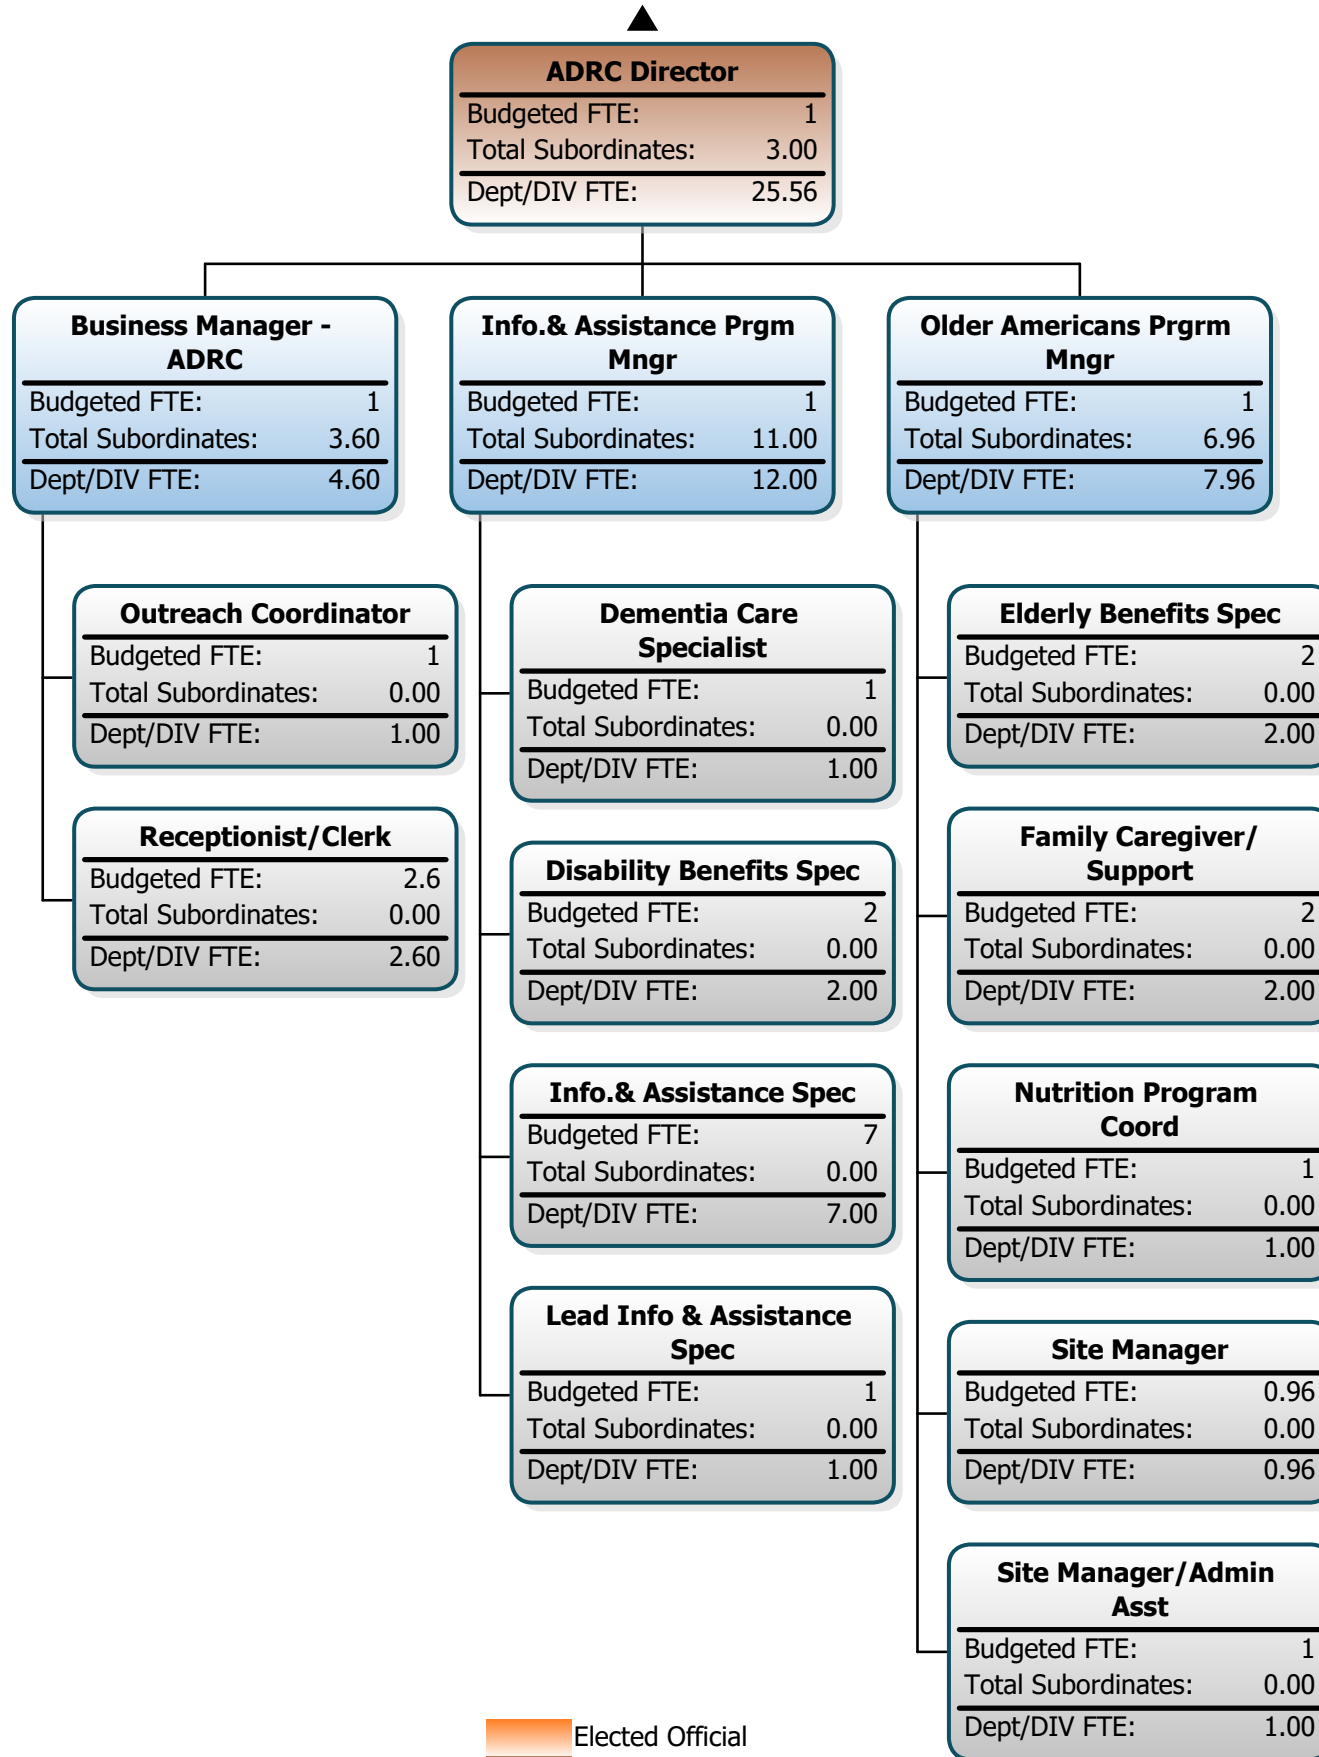 ADRC Director
Budgeted FTE: 1
Total Subordinates: 3.00
Dept/DIV FTE: 25.56
Business Manager -
ADRC
Budgeted FTE: 1
Total Subordinates: 3.60
Dept/DIV FTE: 4.60
Outreach Coordinator
Budgeted FTE: 1
Total Subordinates: 0.00
Dept/DIV FTE: 1.00
Receptionist/Clerk
Budgeted FTE: 2.6
Total Subordinates: 0.00
Dept/DIV FTE: 2.60
Info.& Assistance Prgm
Mngr
Budgeted FTE: 1
Total Subordinates: 11.00
Dept/DIV FTE: 12.00
Dementia Care
Specialist
Budgeted FTE: 1
Total Subordinates: 0.00
Dept/DIV FTE: 1.00
Disability Benefits Spec
Budgeted FTE: 2
Total Subordinates: 0.00
Dept/DIV FTE: 2.00
Info.& Assistance Spec
Budgeted FTE: 7
Total Subordinates: 0.00
Dept/DIV FTE: 7.00
Lead Info & Assistance
Spec
Budgeted FTE: 1
Total Subordinates: 0.00
Dept/DIV FTE: 1.00
Older Americans Prgrm
Mngr
Budgeted FTE: 1
Total Subordinates: 6.96
Dept/DIV FTE: 7.96
Elderly Benefits Spec
Budgeted FTE: 2
Total Subordinates: 0.00
Dept/DIV FTE: 2.00
Family Caregiver/
Support
Budgeted FTE: 2
Total Subordinates: 0.00
Dept/DIV FTE: 2.00
Nutrition Program
Coord
Budgeted FTE: 1
Total Subordinates: 0.00
Dept/DIV FTE: 1.00
Site Manager
Budgeted FTE: 0.96
Total Subordinates: 0.00
Dept/DIV FTE: 0.96
Site Manager/Admin
Asst
Budgeted FTE: 1
Total Subordinates: 0.00
Dept/DIV FTE: 1.00
Elected Official